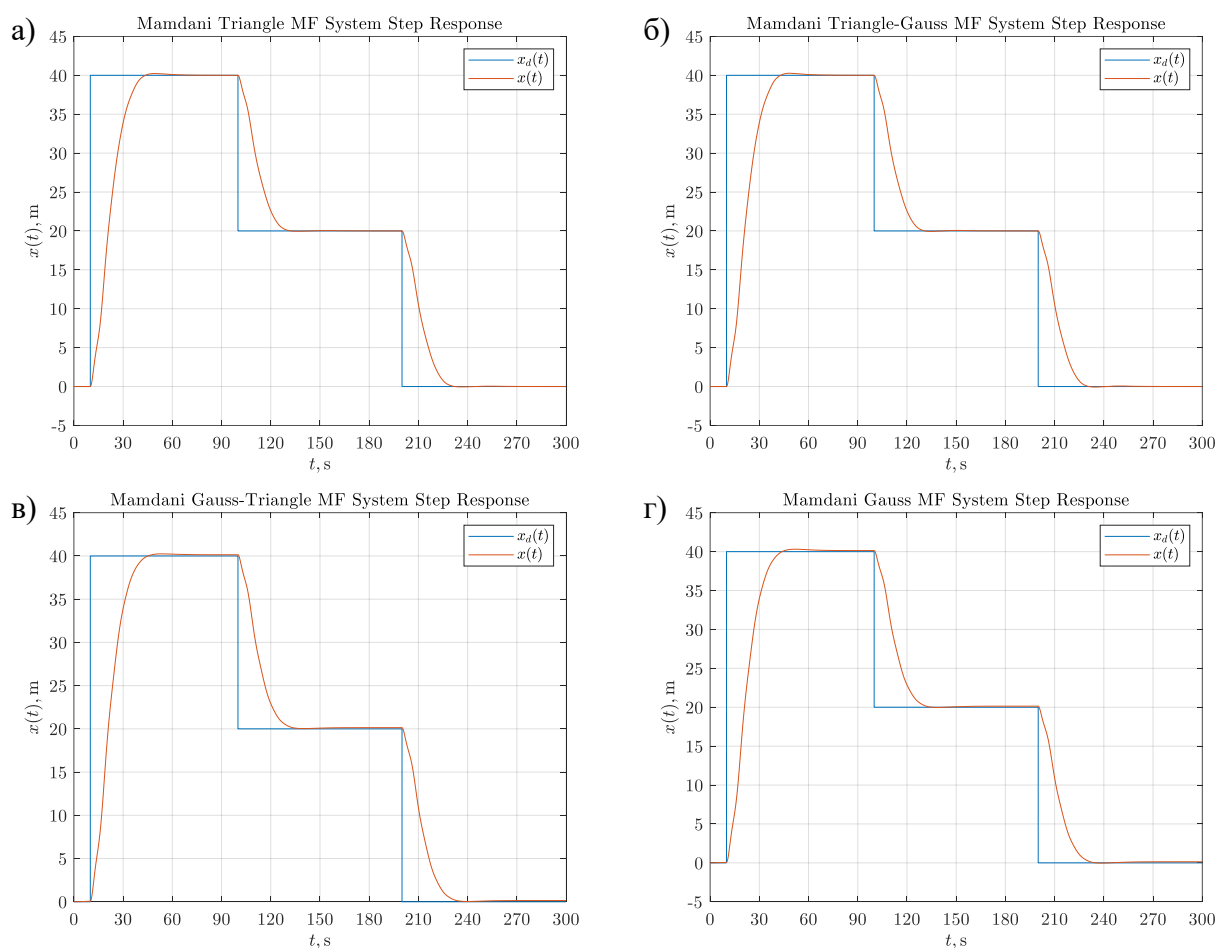 а)
Mamdani Triangle MF System Step Response
45
40
35
30
25
20
15
10
5
0
-5
x(t), m
x_d(t)
x(t)
0 30 60 90 120 150 180 210 240 270 300
t, s
б)
Mamdani Triangle-Gauss MF System Step Response
45
40
35
30
25
20
15
10
5
0
-5
x(t), m
x_d(t)
x(t)
0 30 60 90 120 150 180 210 240 270 300
t, s
в)
Mamdani Gauss-Triangle MF System Step Response
45
40
35
30
25
20
15
10
5
0
x(t), m
x_d(t)
x(t)
0 30 60 90 120 150 180 210 240 270 300
t, s
г)
Mamdani Gauss MF System Step Response
45
40
35
30
25
20
15
10
5
0
-5
x(t), m
x_d(t)
x(t)
0 30 60 90 120 150 180 210 240 270 300
t, s